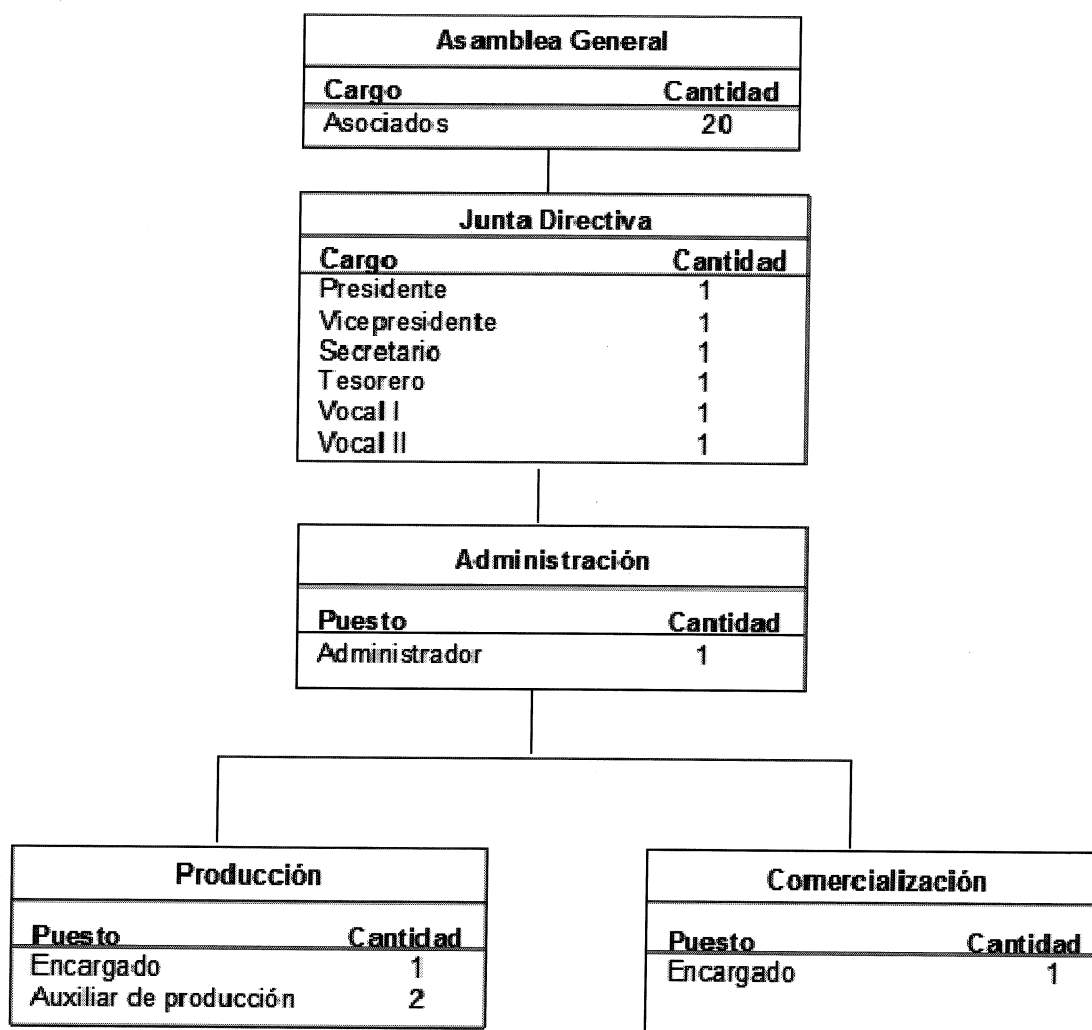 Asamblea General
Cargo Cantidad
Asociados 20
Junta Directiva
Cargo Cantidad
Presidente 1
Vicepresidente 1
Secretario 1
Tesorero 1
Vocal I 1
Vocal II 1
Administración
Puesto Cantidad
Administrador 1
Producción
Puesto Cantidad
Encargado 1
Auxiliar de producción 2
Comercialización
Puesto Cantidad
Encargado 1